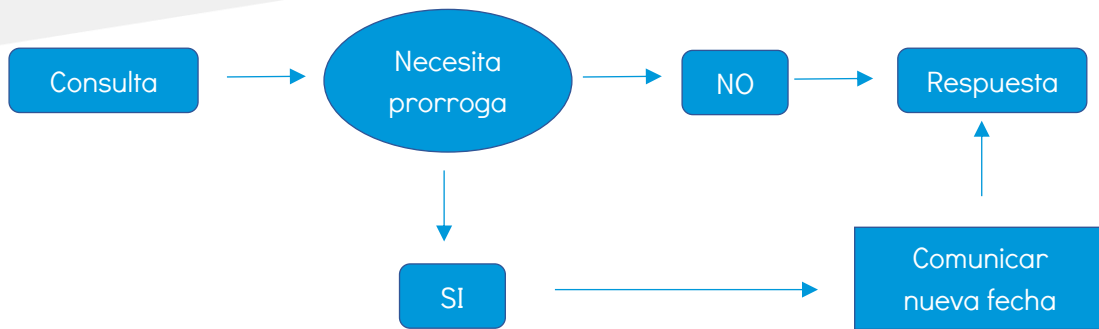 Consulta
Necesita
prorroga
NO
Respuesta
SI
Comunicar
nueva fecha